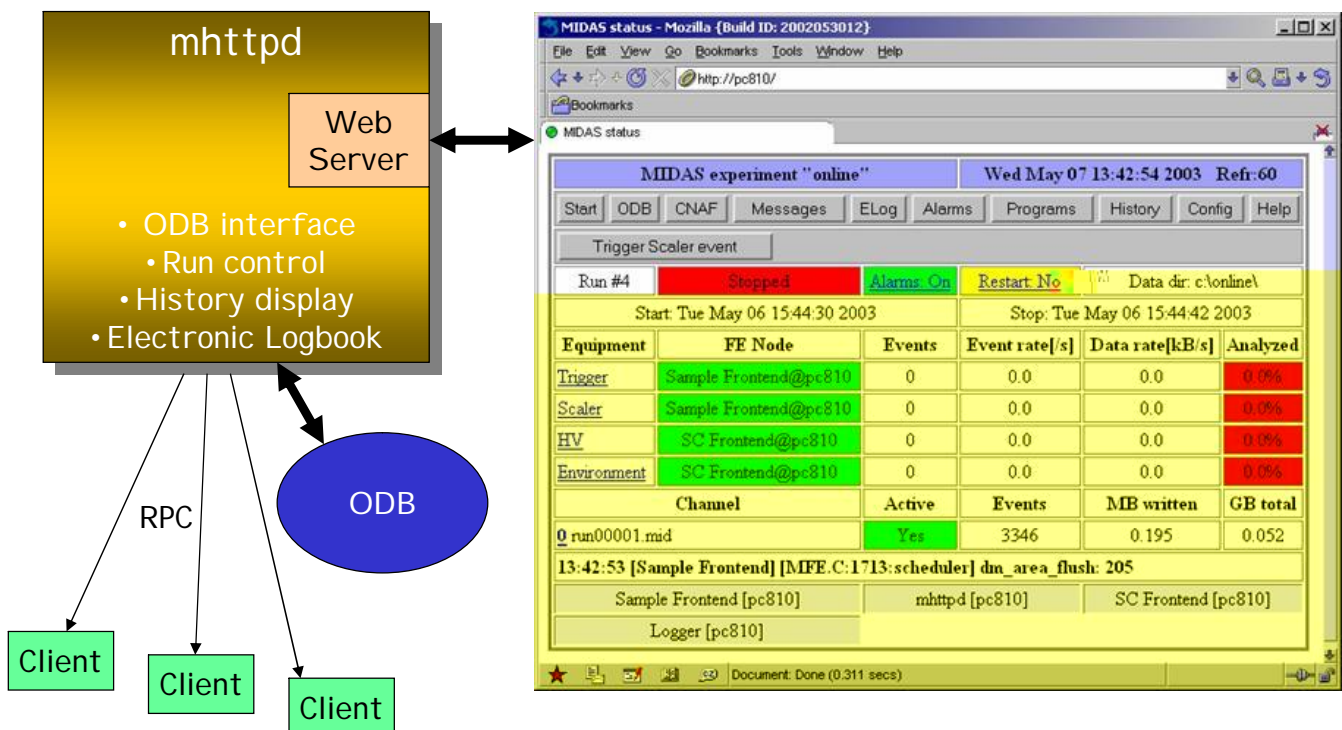 mhttpd
Web
Server
• ODB interface
• Run control
• History display
• Electronic Logbook
RPC
ODB
Client
Client
Client
MIDAS status - Mozilla {Build ID: 2002053012}
File Edit View Go Bookmarks Tools Window Help
http://pc810/
Bookmarks
MIDAS status
MIDAS experiment "online" Wed May 07 13:42:54 2003 Refr:60
Start ODB CNAF Messages ELog Alarms Programs History Config Help
Trigger Scaler event
Run #4 Stopped Alarms: On Restart: No Data dir: c:\online\
Start: Tue May 06 15:44:30 2003 Stop: Tue May 06 15:44:42 2003
Equipment FE Node Events Event rate[/s] Data rate[kB/s] Analyzed
Trigger Sample Frontend@pc810 0 0.0 0.0 0.0%
Scaler Sample Frontend@pc810 0 0.0 0.0 0.0%
HV SC Frontend@pc810 0 0.0 0.0 0.0%
Environment SC Frontend@pc810 0 0.0 0.0 0.0%
Channel Active Events MB written GB total
0 run00001.mid Yes 3346 0.195 0.052
13:42:53 [Sample Frontend] [MFE.C:1713:scheduler] dm_area_flush: 205
Sample Frontend [pc810] mhttpd [pc810] SC Frontend [pc810]
Logger [pc810]
Document: Done (0.311 secs)